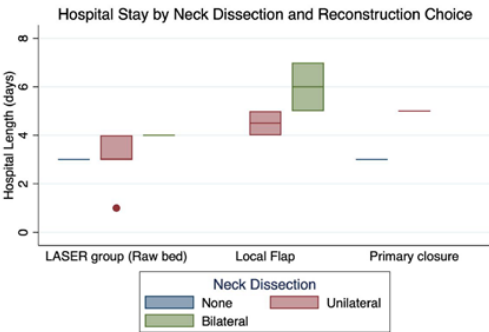 Hospital Stay by Neck Dissection and Reconstruction Choice
Hospital Length (days)
8
6
4
2
0
LASER group (Raw bed) Local Flap Primary closure
Neck Dissection
None Unilateral
Bilateral